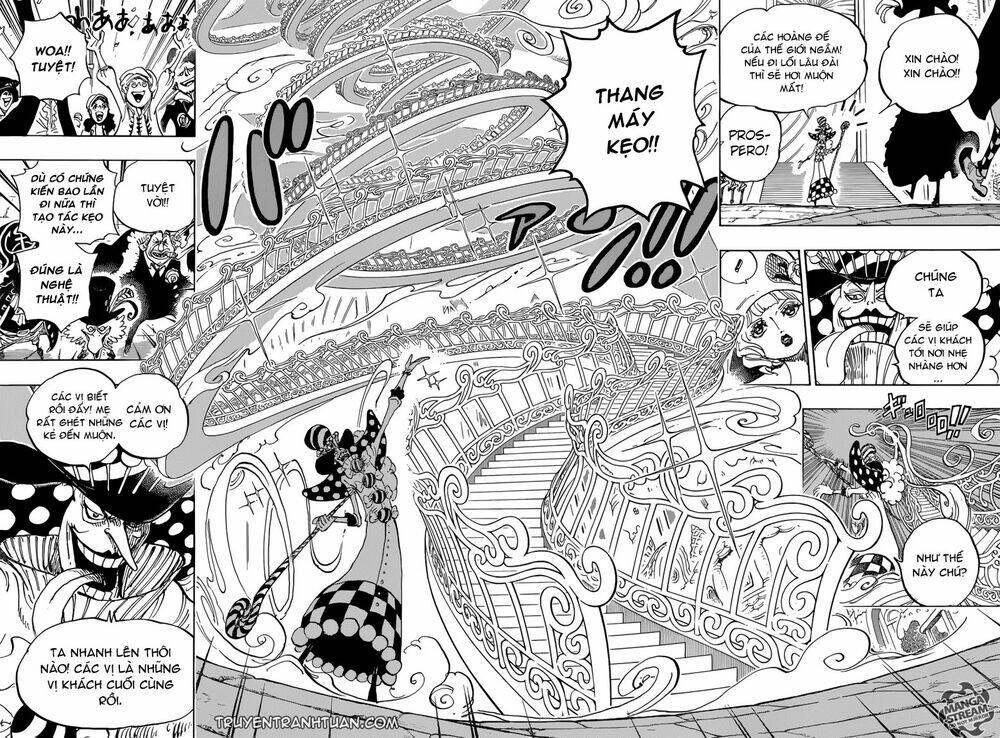 XIN CHÀO!
XIN CHÀO!!
CÁC HOÀNG ĐẾ
CỦA THẾ GIỚI NGẦM!
NẾU ĐI LỐI LÂU ĐÀI
THÌ SẼ HƠI MUỘN
MẤT!
PROS-
PERO!
CHÚNG
TA
SẼ GIÚP
CÁC VỊ KHÁCH
TỚI NƠI NHẸ
NHÀNG HƠN
...
NHƯ THẾ
NÀY CHỨ?
THANG
MÁY
KẸO!!
WOA!!
TUYỆT!
TUYỆT
VỜI!!
DÙ CÓ CHỨNG
KIẾN BAO LẦN
ĐI NỮA THÌ
TẠO TÁC KẸO
NÀY...
ĐÚNG LÀ
NGHỆ
THUẬT!!
CẢM ƠN
CÁC VỊ!
CÁC VỊ BIẾT
RỒI ĐẤY! MẸ
RẤT GHÉT NHỮNG
KẺ ĐẾN MUỘN.
TA NHANH LÊN THÔI
NÀO! CÁC VỊ LÀ NHỮNG
VỊ KHÁCH CUỐI CÙNG
RỒI.
TRUYENTRANHTUAN.COM
MANGA
STREAM